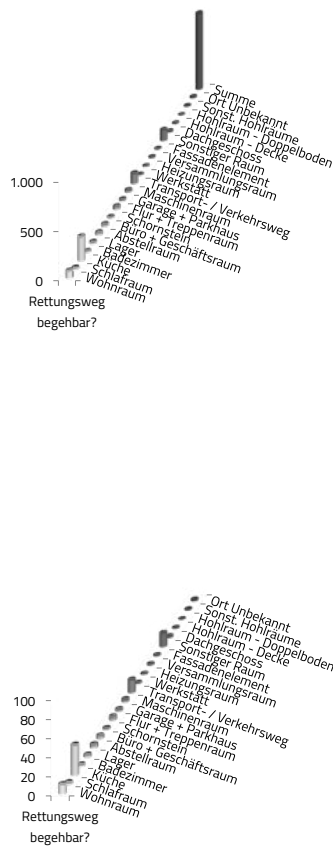 Summe
Ort Unbekannt
Sonst. Hohlräume
Hohlraum - Doppelboden
Hohlraum - Decke
Dachgeschoss
Sonstiger Raum
Fassadenelement
Versammlungsraum
Heizungsraum
Werkstatt
Transport- / Verkehrsweg
Maschinenraum
Garage + Parkhaus
Flur + Treppenraum
Schornstein
Büro + Geschäftsraum
Abstellraum
Lager
Badezimmer
Küche
Schlafraum
Wohnraum
1.000
500
0
Rettungsweg
begehbar?
Ort Unbekannt
Sonst. Hohlräume
Hohlraum - Doppelboden
Hohlraum - Decke
Dachgeschoss
Sonstiger Raum
Fassadenelement
Versammlungsraum
Heizungsraum
Werkstatt
Transport- / Verkehrsweg
Maschinenraum
Garage + Parkhaus
Flur + Treppenraum
Schornstein
Büro + Geschäftsraum
Abstellraum
Lager
Badezimmer
Küche
Schlafraum
Wohnraum
100
80
60
40
20
0
Rettungsweg
begehbar?